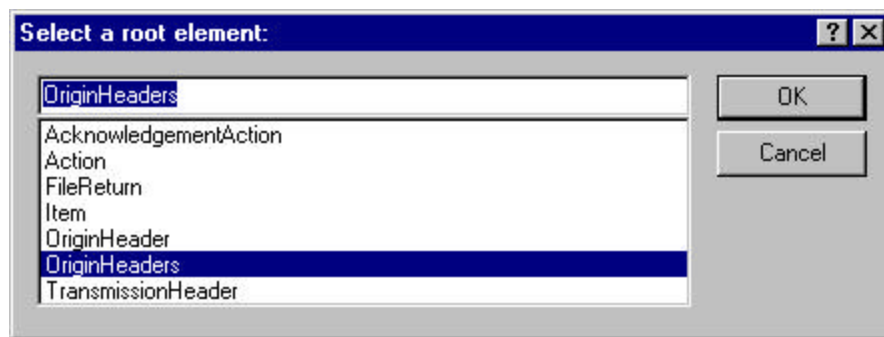 Select a root element:
OriginHeaders
OK
AcknowledgementAction
Action
Cancel
FileReturn
Item
OriginHeader
OriginHeaders
TransmissionHeader